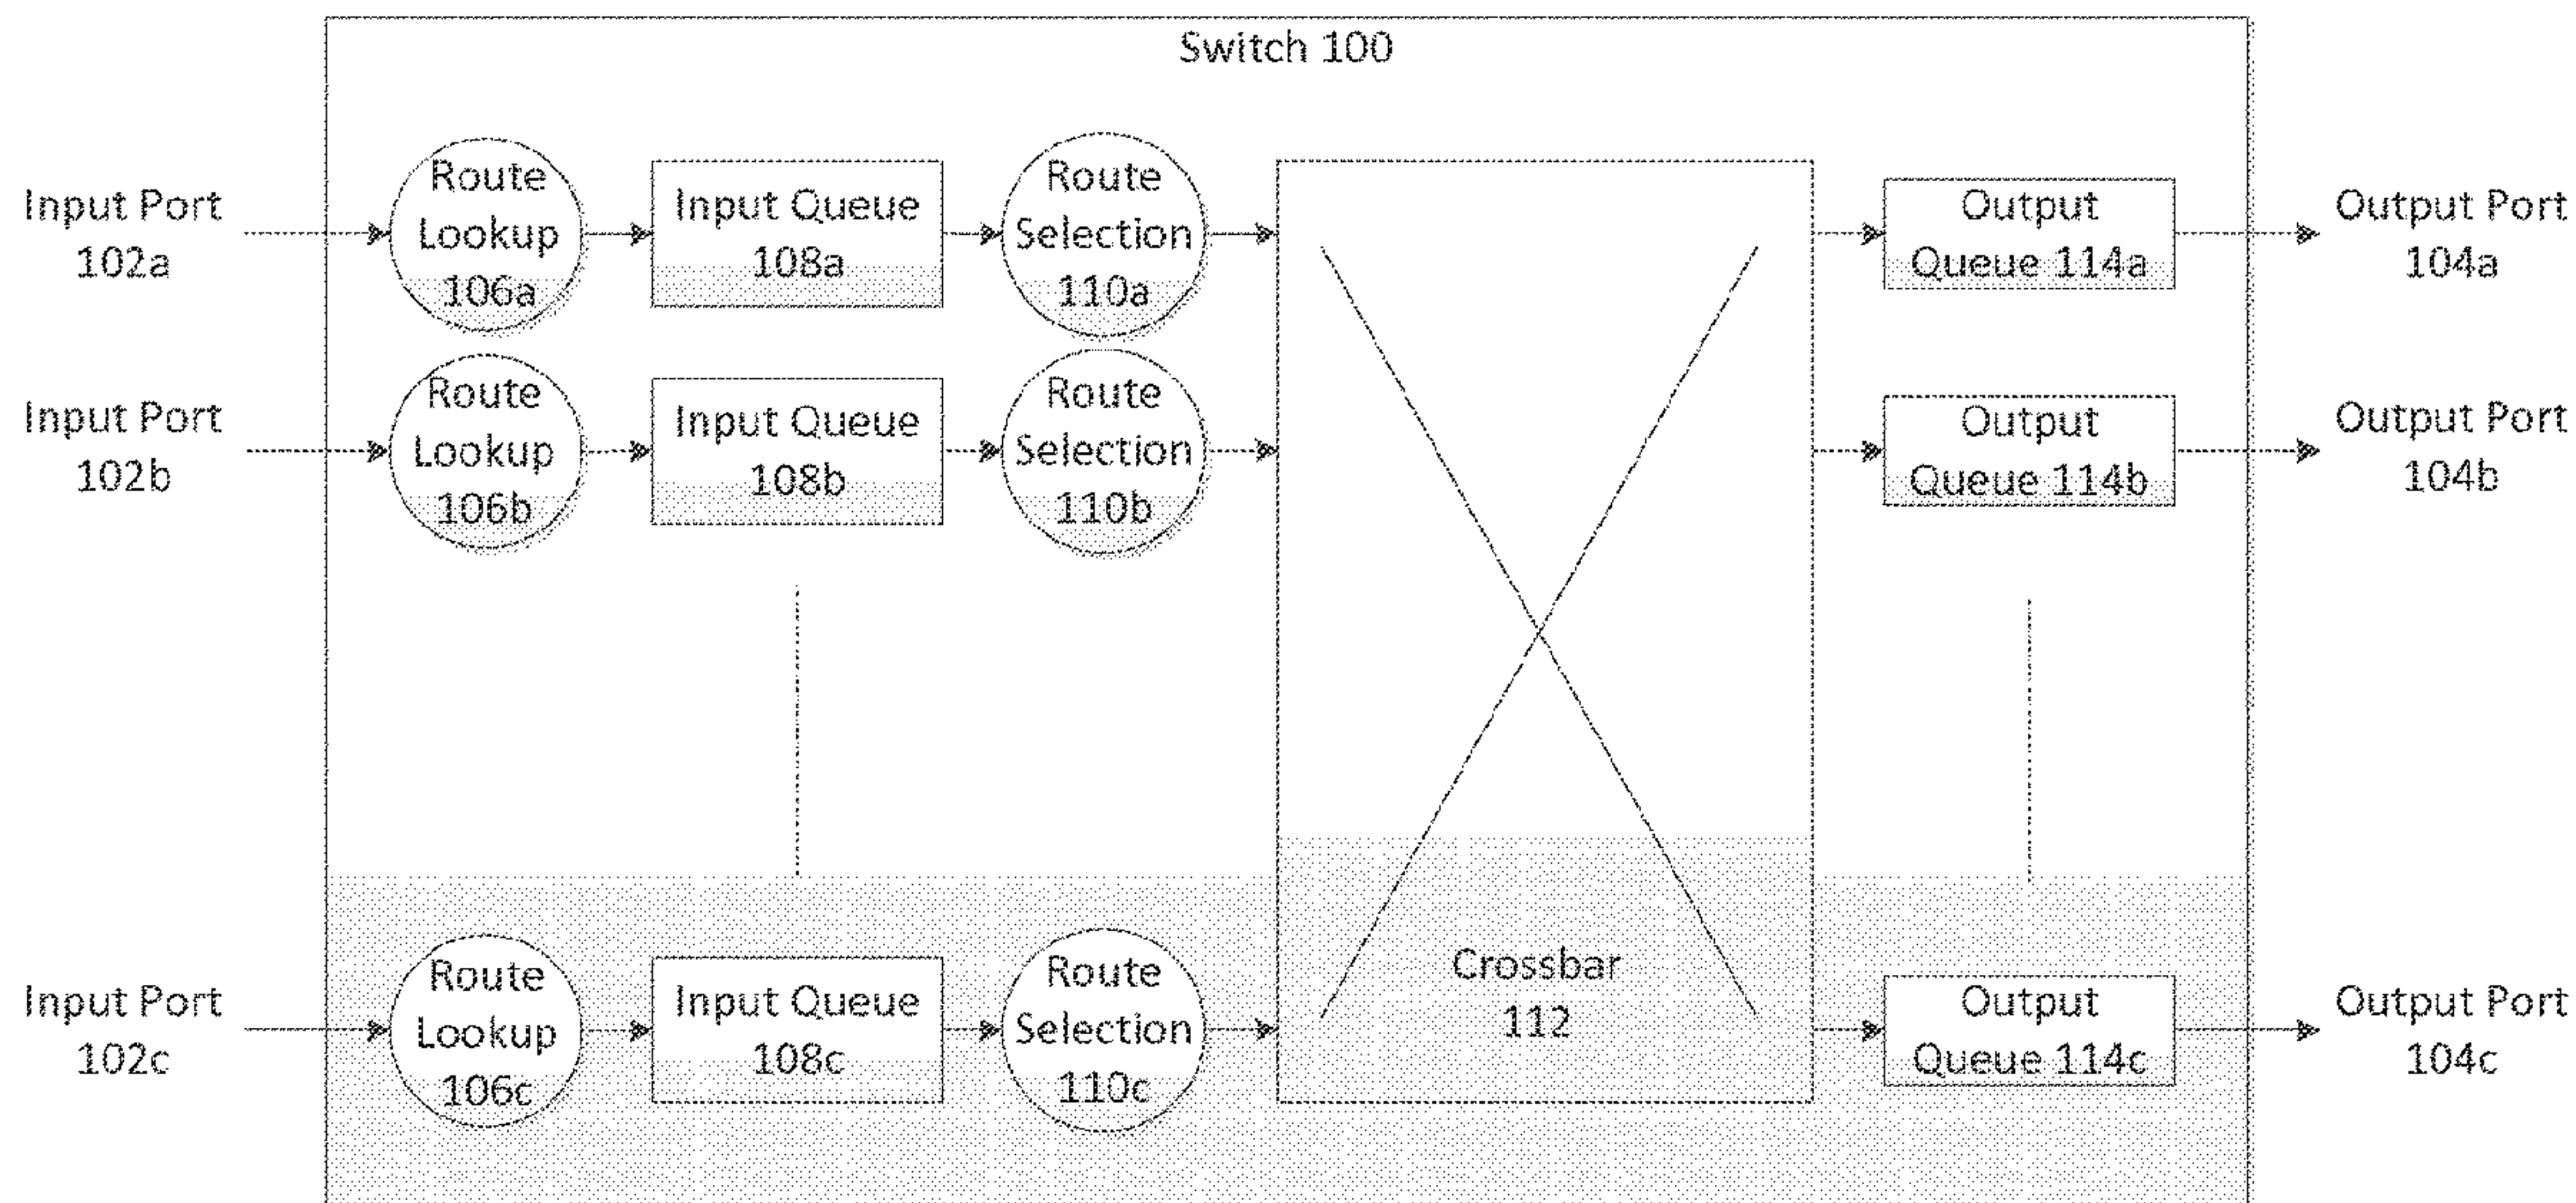 Switch 100
Input Port
102a
Route
Lookup
106a
Input Queue
108a
Route
Selection
110a
Output
Queue 114a
Output Port
104a
Input Port
102b
Route
Lookup
106b
Input Queue
108b
Route
Selection
110b
Output
Queue 114b
Output Port
104b
Input Port
102c
Route
Lookup
106c
Input Queue
108c
Route
Selection
110c
Crossbar
112
Output
Queue 114c
Output Port
104c